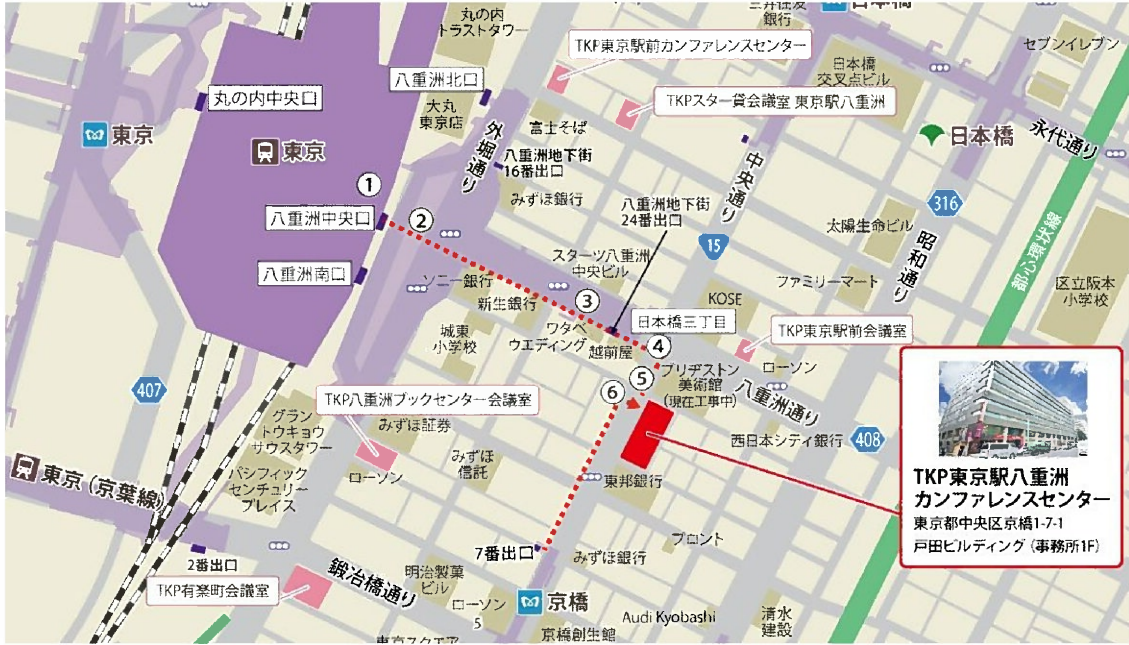 丸の内
トラストタワー
三井住友
銀行
日本橋
セブンイレブン
TKP東京駅前カンファレンスセンター
日本橋
交叉点ビル
八重洲北口
丸の内中央口
大丸
東京店
TKPスター貸会議室 東京駅八重洲
永代通り
東京
東京
外堀通り
富士そば
中央通り
日本橋
八重洲地下街
16番出口
①
みずほ銀行
八重洲地下街
24番出口
316
八重洲中央口
②
太陽生命ビル
昭和通り
15
都心環状線
八重洲南口
スターツ八重洲
中央ビル
ソニー銀行
ファミリーマート
区立阪本
小学校
新生銀行
③
KOSE
日本橋三丁目
TKP東京駅前会議室
城東
小学校
ワタベ
ウエディング
越前屋
④
ブリヂストン
美術館
(現在工事中)
ローソン
⑤
⑥
八重洲通り
407
TKP八重洲ブックセンター会議室
グラン
トウキョウ
サウスタワー
みずほ証券
西日本シティ銀行
408
東京 (京葉線)
パシフィック
センチュリー
プレイス
ローソン
みずほ
信託
東邦銀行
TKP東京駅八重洲
カンファレンスセンター
東京都中央区京橋1-7-1
戸田ビルディング (事務所1F)
プロント
7番出口
みずほ銀行
2番出口
TKP有楽町会議室
鍛冶橋通り
明治製菓
ビル
ローソン
5
京橋
Audi Kyobashi
清水
建設
東京スクエア
京橋創生館